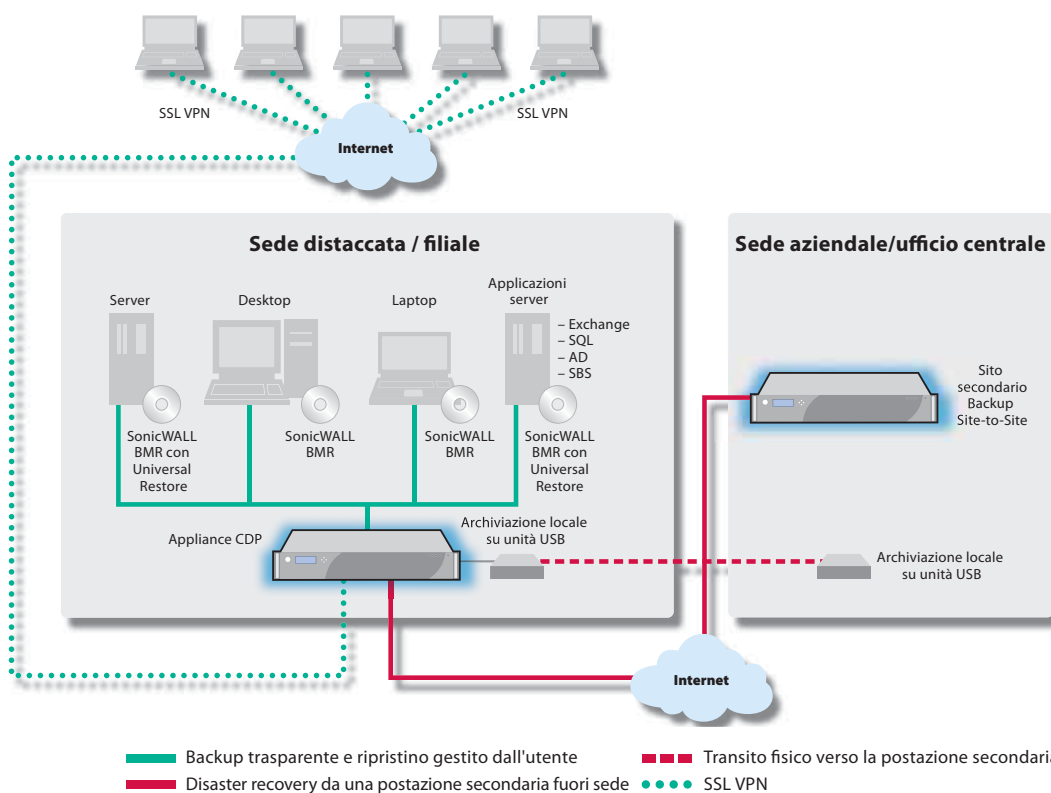 SSL VPN
SSL VPN
Internet
Sede distaccata / filiale
Sede aziendale/ufficio centrale
Server
Desktop
Laptop
Applicazioni
server
– Exchange
– SQL
– AD
– SBS
SonicWALL
BMR con
Universal
Restore
SonicWALL
BMR
SonicWALL
BMR
SonicWALL
BMR con
Universal
Restore
Sito
secondario
Backup
Site-to-Site
Appliance CDP
Archiviazione locale
su unità USB
Archiviazione locale
su unità USB
Internet
Backup trasparente e ripristino gestito dall'utente
Transito fisico verso la postazione secondaria
Disaster recovery da una postazione secondaria fuori sede
SSL VPN